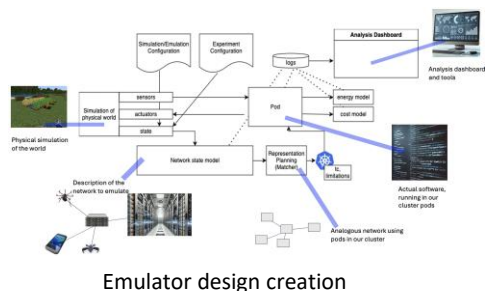 Simulation/Emulation
Configuration
Experiment
Configuration
Analysis Dashboard
logs
Analysis dashboard
and tools
Simulation of
physical world
sensors
actuators
state
Pod
energy model
cost model
Physical simulation
of the world
Network state model
Representation
Planning
(Matcher)
tc,
limitations
Actual software,
running in our
cluster pods
Description of the
network to emulate
Analogous network using
pods in our cluster
Emulator design creation